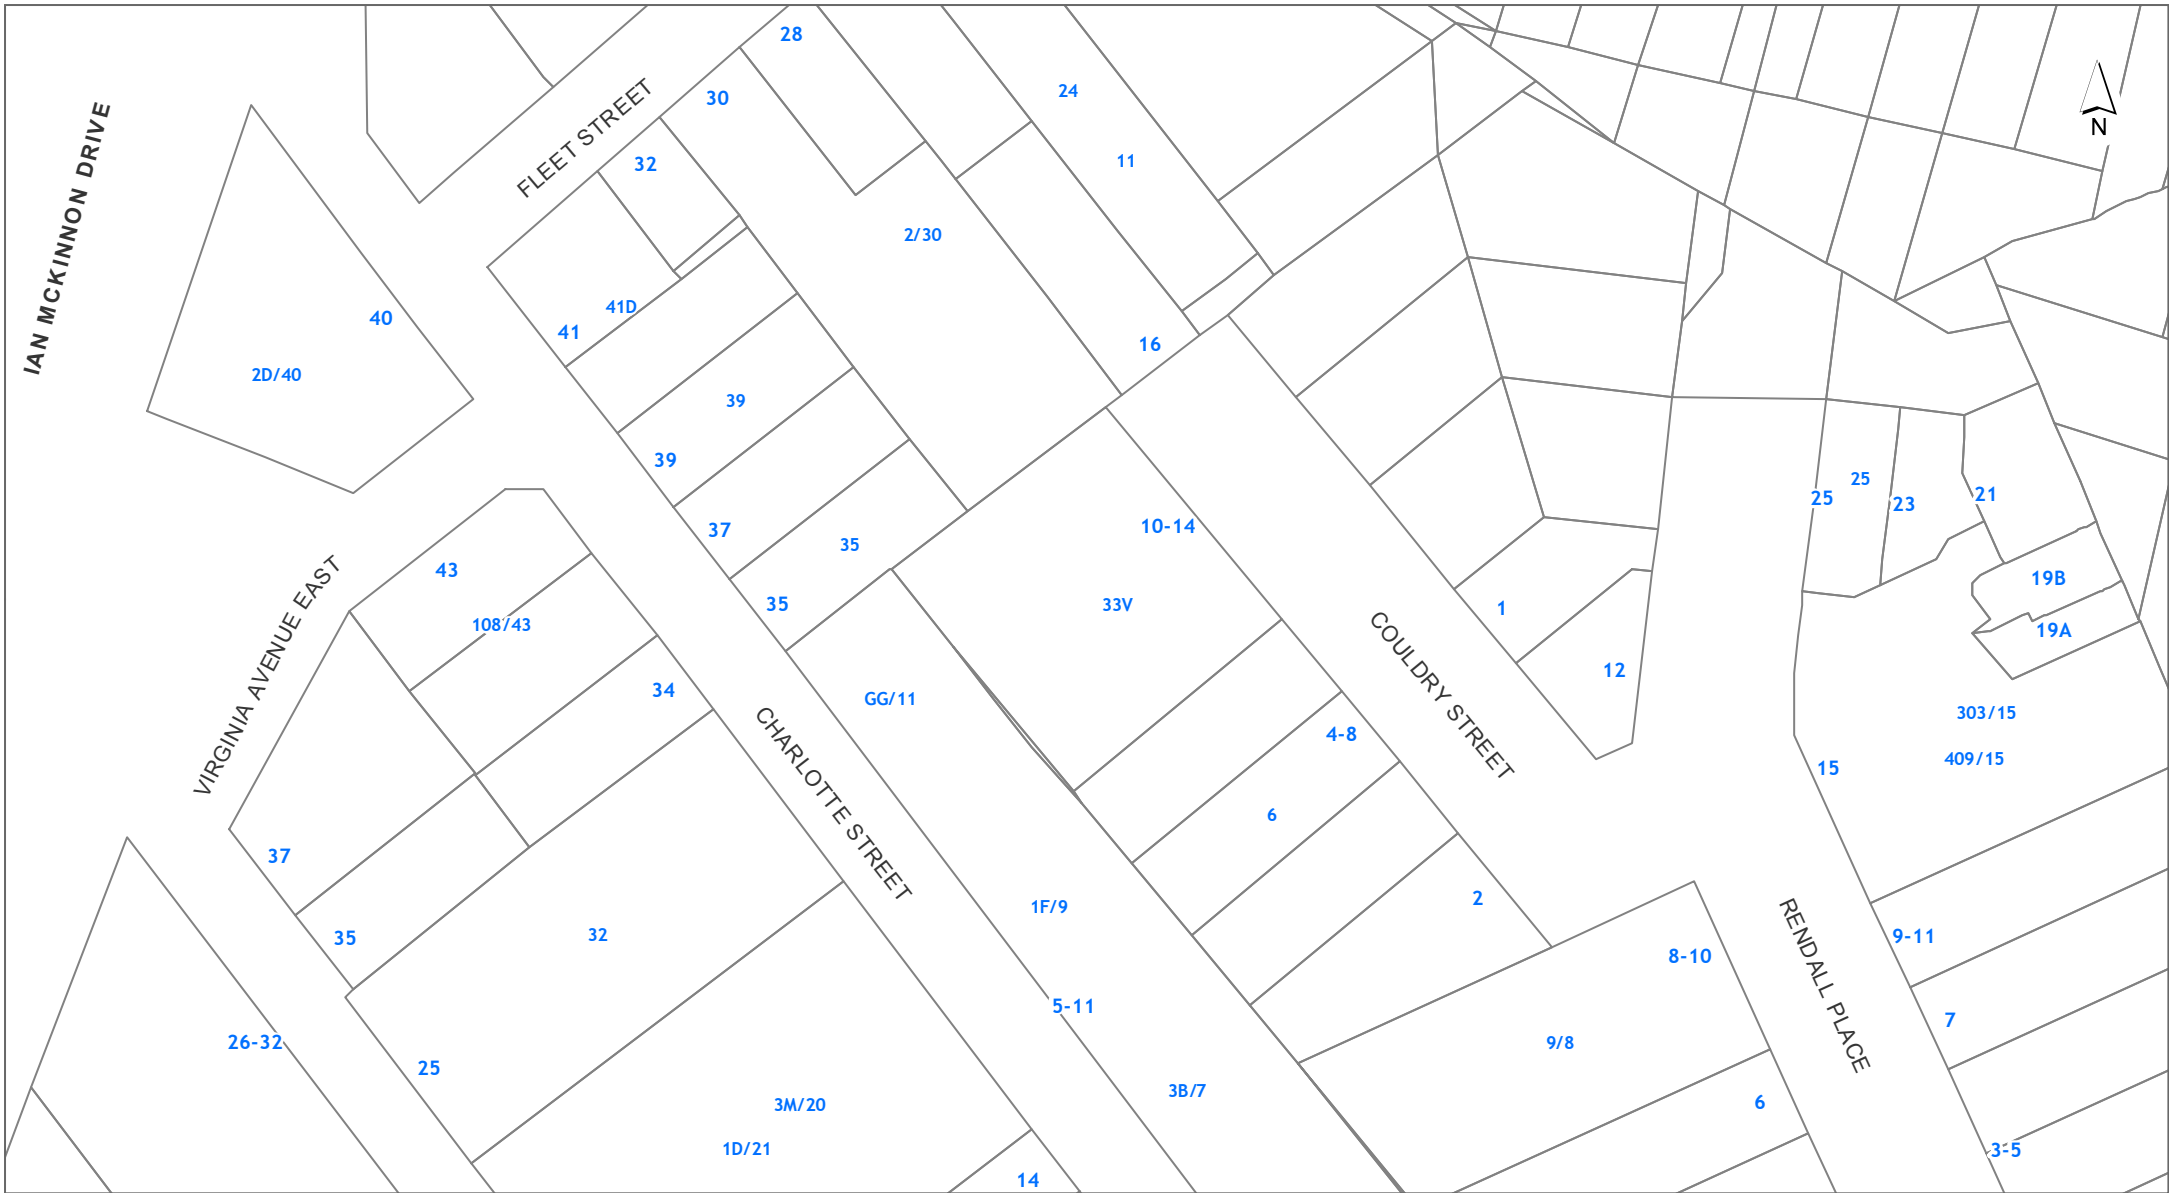 28
24
30
IAN MCKINNON DRIVE
FLEET STREET
N
11
32
2/30
41D
40
41
16
2D/40
39
39
25
21
25
23
10-14
37
35
VIRGINIA AVENUE EAST
43
19B
35
33V
1
108/43
19A
COULDRY STREET
12
34
GG/11
303/15
CHARLOTTE STREET
4-8
409/15
15
6
37
2
1F/9
RENDALL PLACE
32
35
9-11
8-10
5-11
7
26-32
9/8
25
3B/7
6
3M/20
1D/21
3-5
14